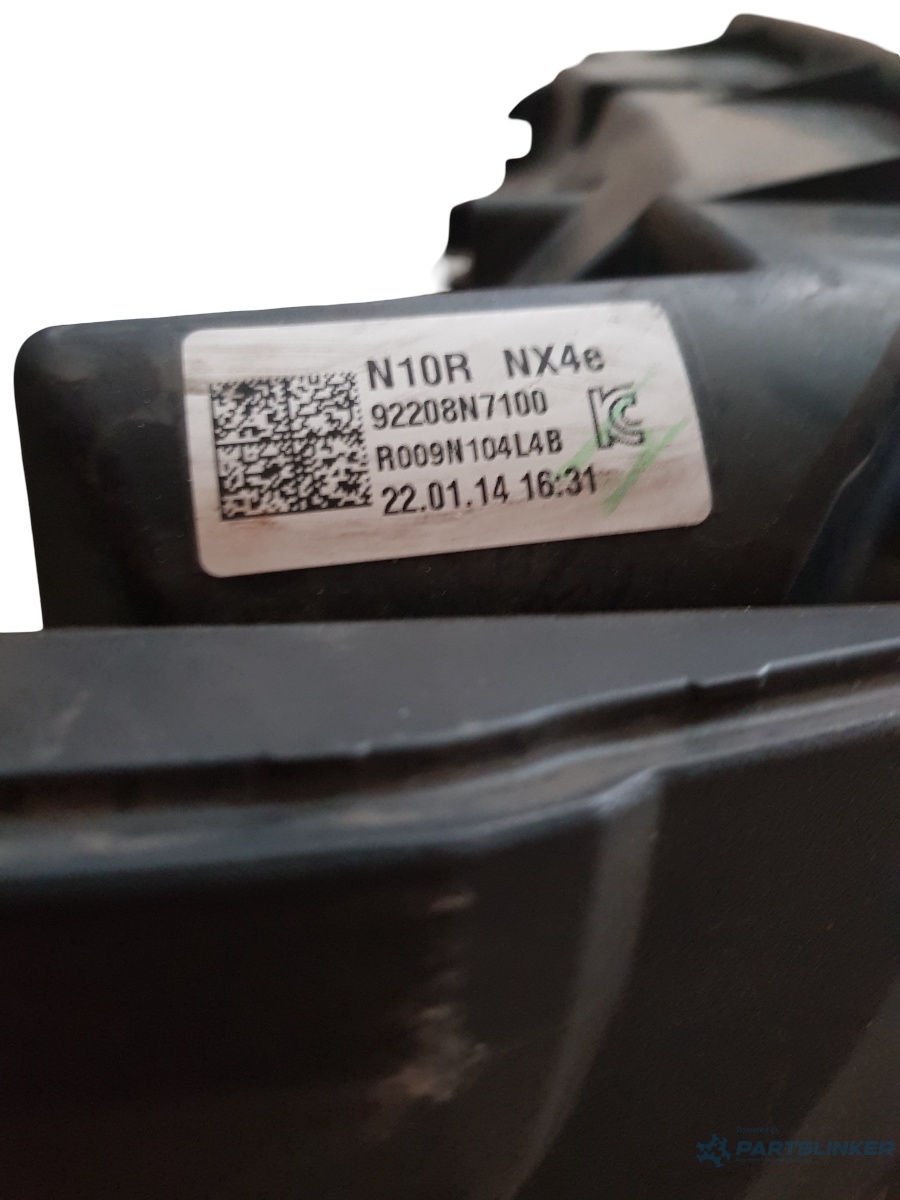 N10R NX4e
92208N7100
R009N104L4B
22.01.14 16:31
PARTSLINKER